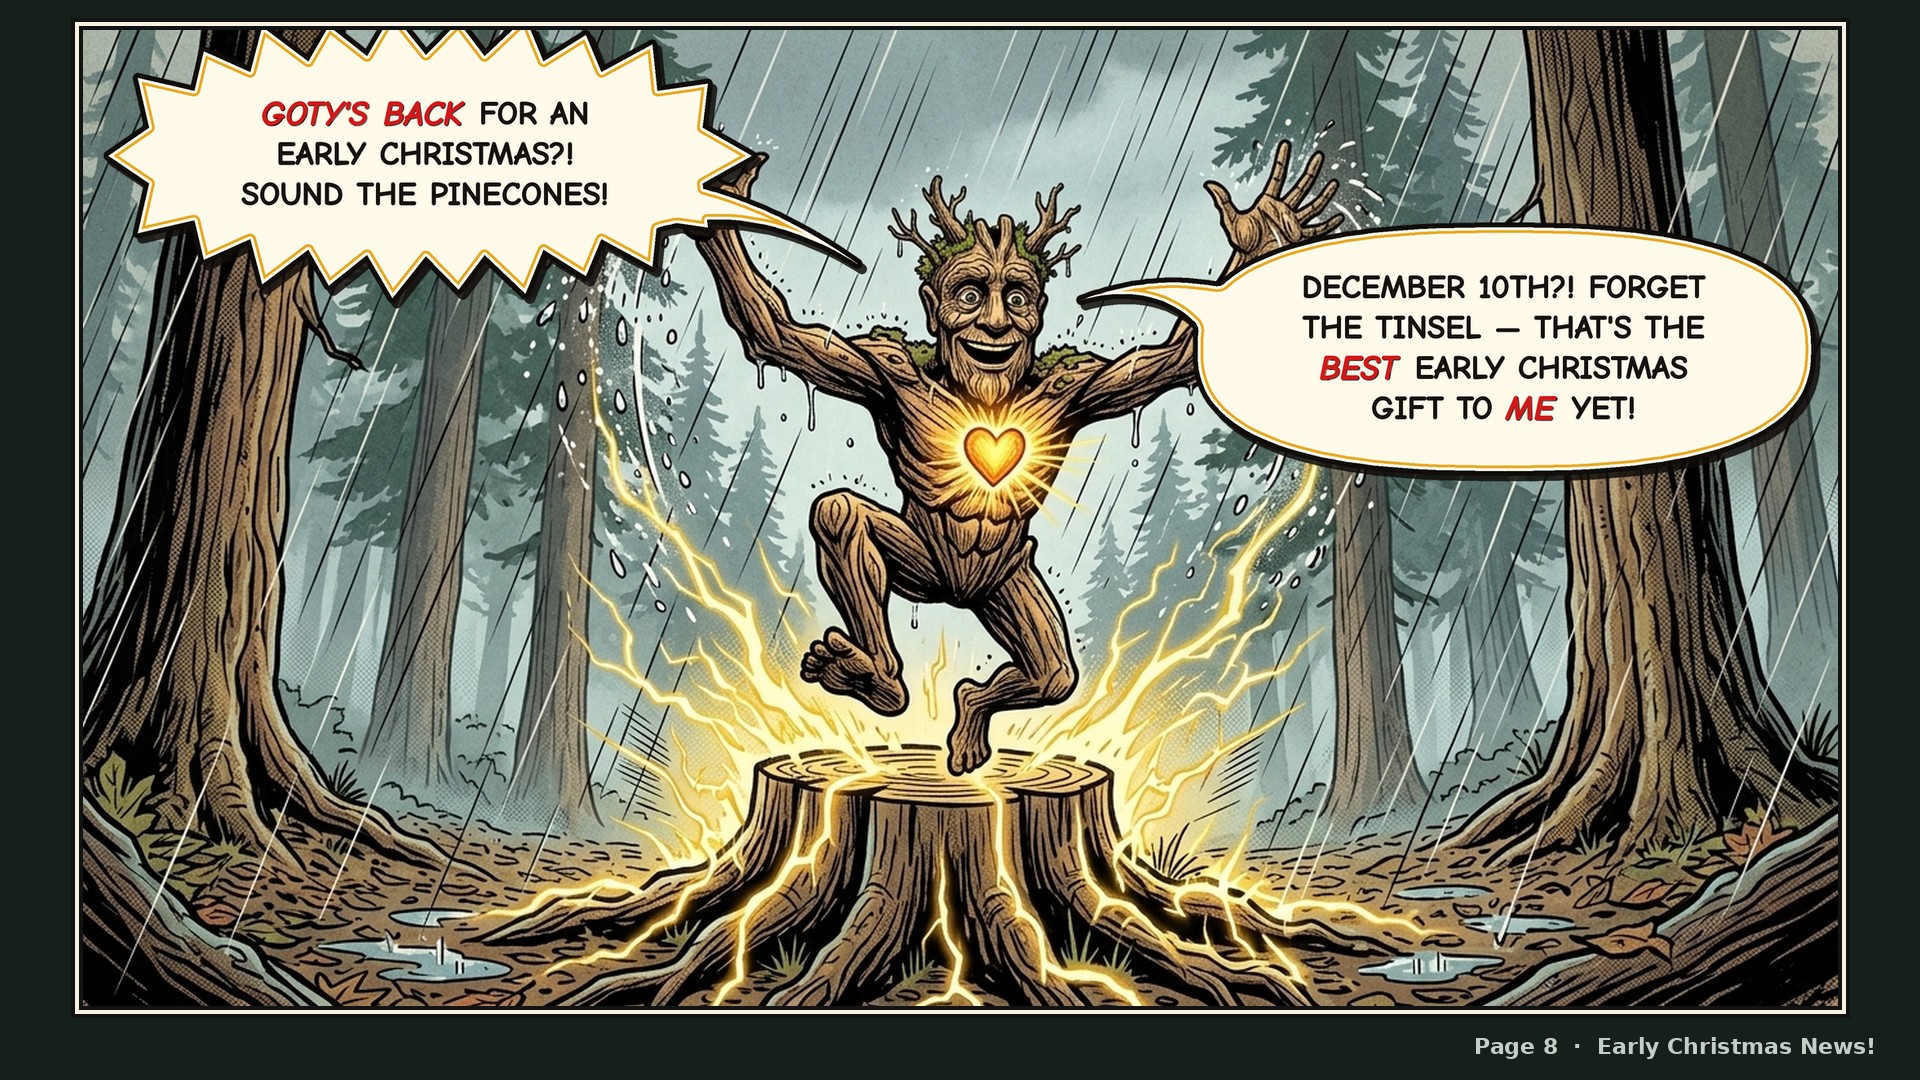 GOTY'S BACK FOR AN
EARLY CHRISTMAS?!
SOUND THE PINECONES!
DECEMBER 10TH?! FORGET
THE TINSEL — THAT'S THE
BEST EARLY CHRISTMAS
GIFT TO ME YET!
Page 8 · Early Christmas News!